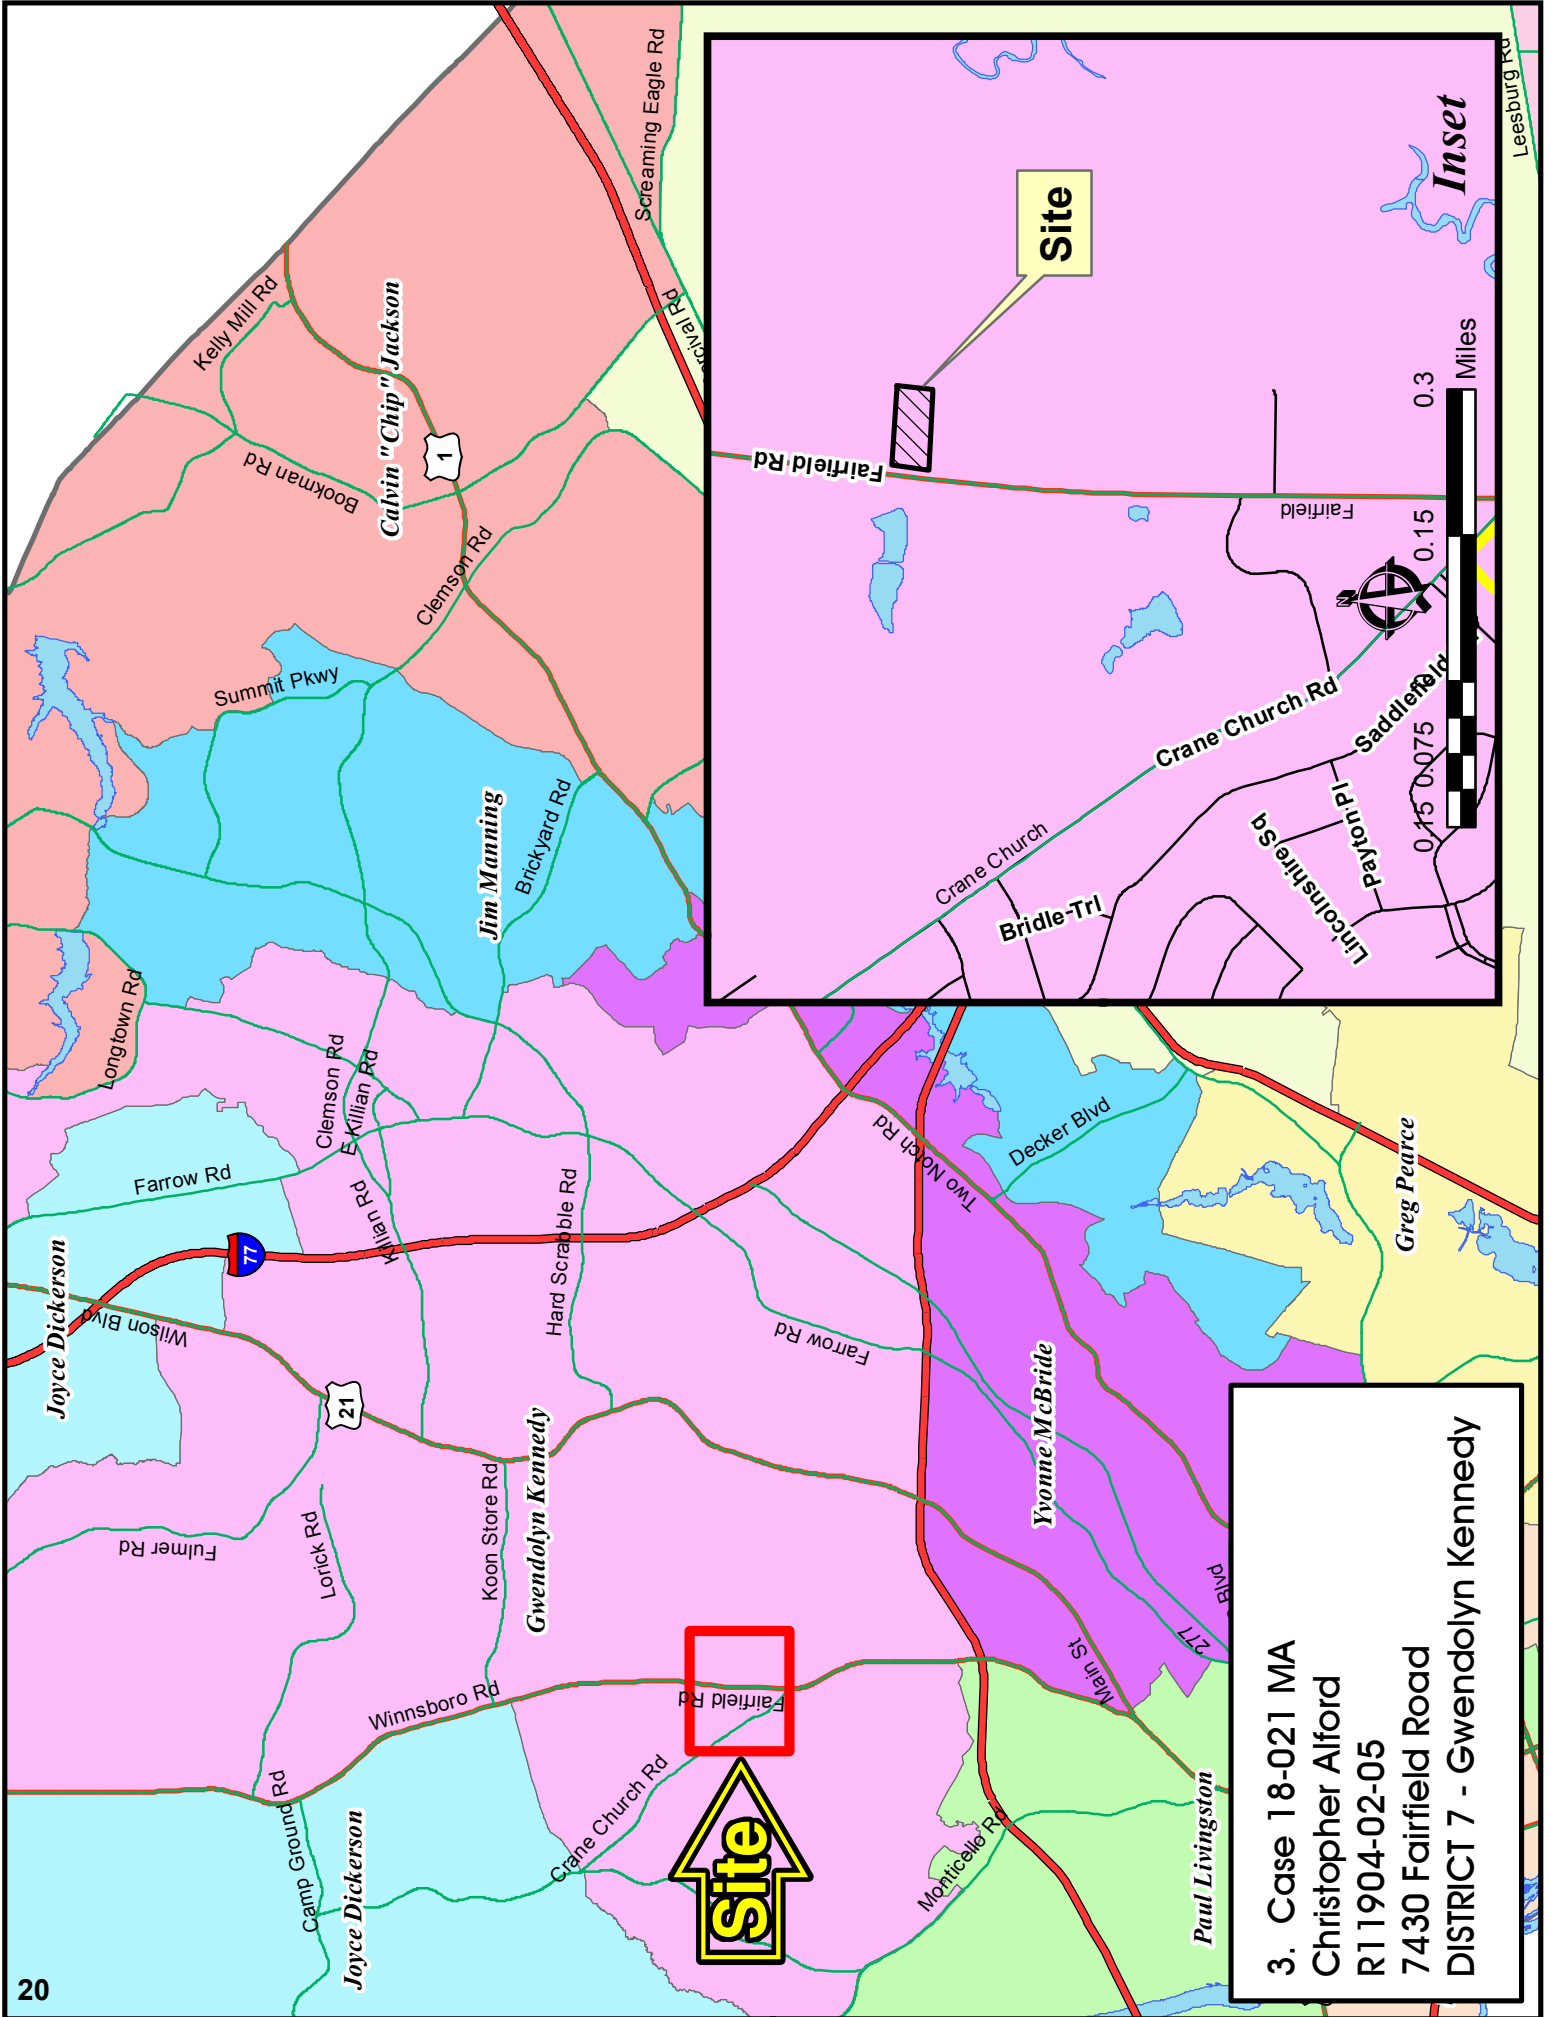 20
Joyce Dickerson
Wilson Blvd
77
Farrow Rd
Longtown Rd
Summit Pkwy
Kelly Mill Rd
Bookman Rd
Calvin "Chip" Jackson
1
Clemson Rd
Screaming Eagle Rd
Fulmer Rd
Lorick Rd
21
Killian Rd
Clemson Rd
E Killian Rd
Jim Manning
Brickyard Rd
Camp Ground Rd
Joyce Dickerson
Winnsboro Rd
Koon Store Rd
Gwendolyn Kennedy
Hard Scrabble Rd
Crane Church Rd
Fairfield Rd
Site
Farrow Rd
Two Notch Rd
Decker Blvd
Monticello Rd
Main St
277
Blvd
Yvonne McBride
Paul Livingston
Greg Pearce
Leesburg Rd
Fairfield Rd
Site
Fairfield
Crane Church
Crane Church Rd
Bridle-Trl
Saddlefield
Payton-Pl
Lincolnshire Sq
N
0.15 0.075 0 0.15 0.3
Miles
Inset
3. Case 18-021 MA
Christopher Alford
R11904-02-05
7430 Fairfield Road
DISTRICT 7 - Gwendolyn Kennedy